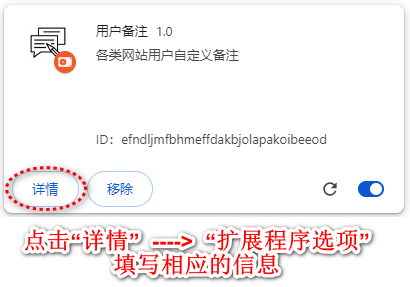 用户备注 1.0
各类网站用户自定义备注
ID：efndljmfbhmeffdakbjolapakoibeeod
详情 移除
点击“详情” ----> “扩展程序选项”
填写相应的信息